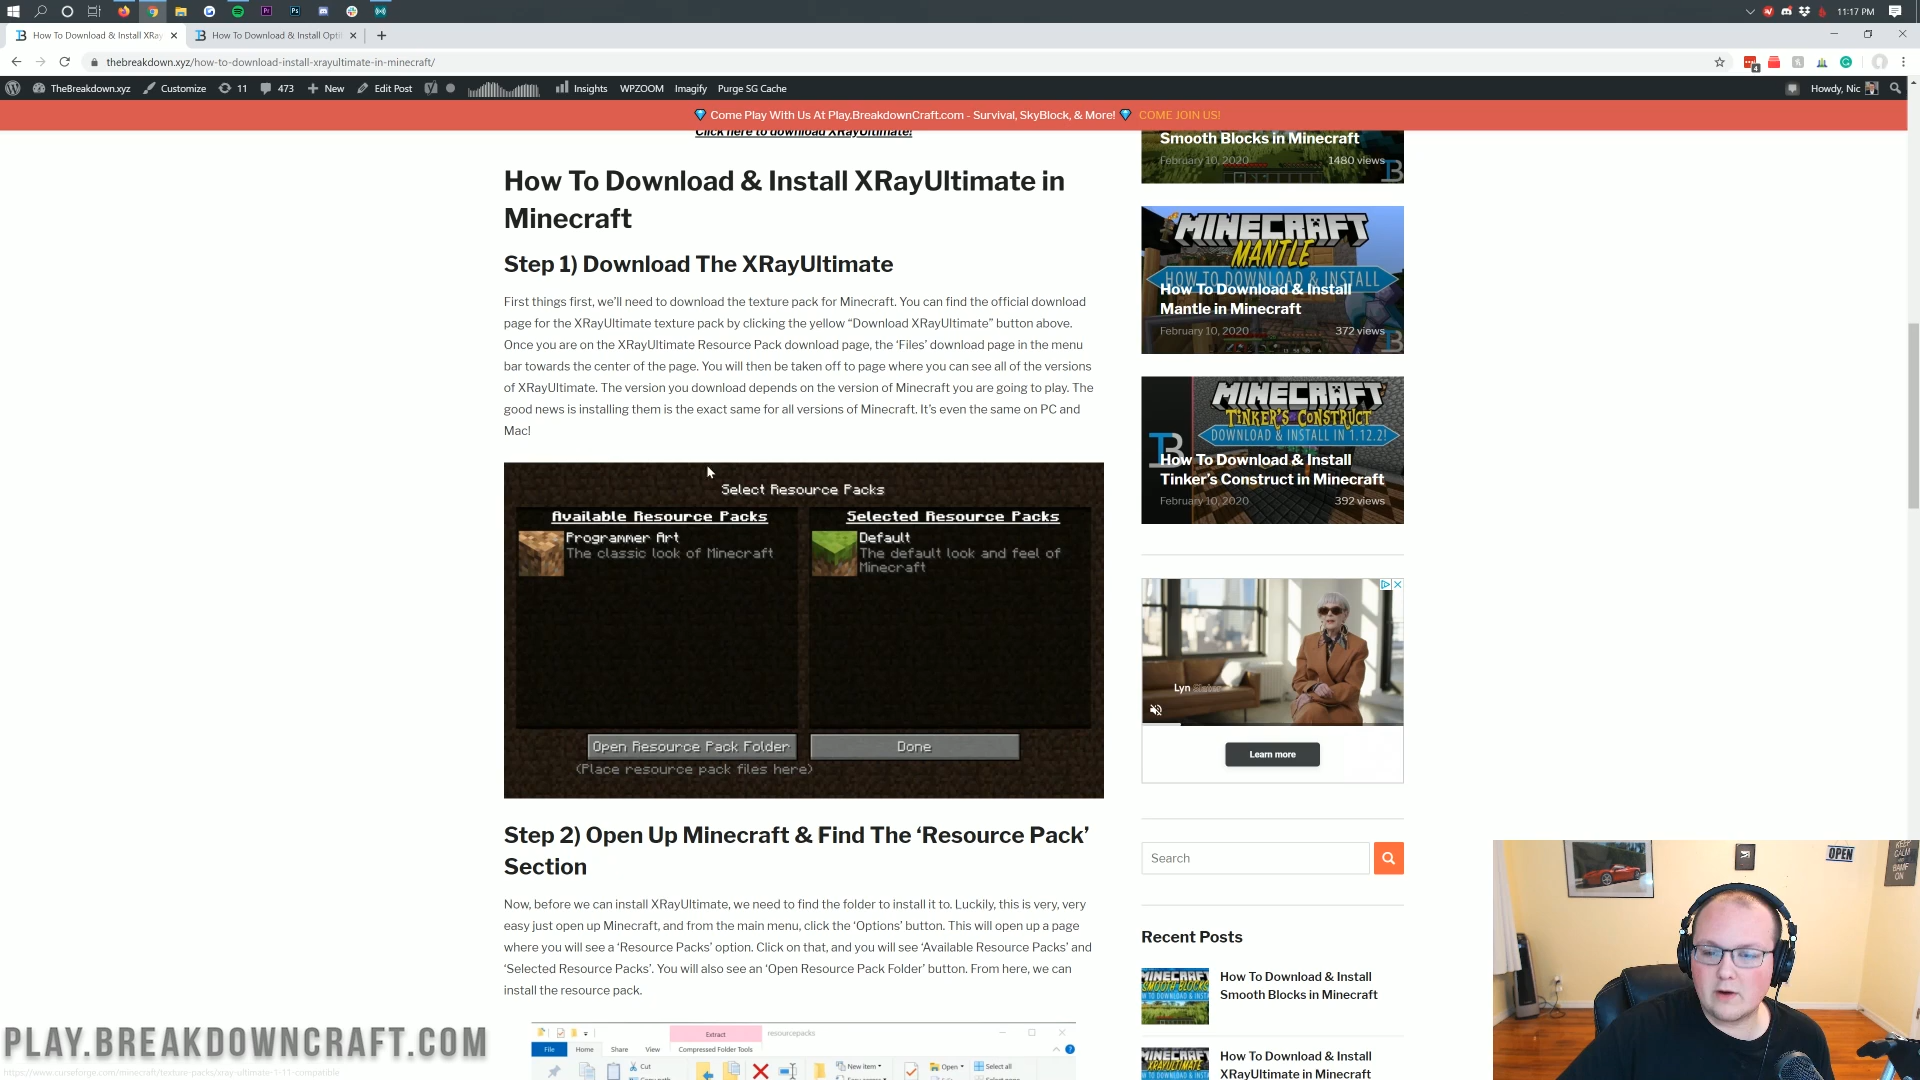 11:17 PM
How To Download & Install XRay
How To Download & Install Opti
thebreakdown.xyz/how-to-download-install-xrayultimate-in-minecraft/
4
TheBreakdown.xyz
Customize
11
473
New
Edit Post
Insights
WPZOOM
Imagify
Purge SG Cache
Howdy, Nic
Come Play With Us At Play.BreakdownCraft.com - Survival, SkyBlock, & More!
COME JOIN US!
Click here to download XRayUltimate!
How To Download & Install XRayUltimate in
Minecraft
Step 1) Download The XRayUltimate
First things first, we'll need to download the texture pack for Minecraft. You can find the official download
page for the XRayUltimate texture pack by clicking the yellow “Download XRayUltimate” button above.
Once you are on the XRayUltimate Resource Pack download page, the ‘Files’ download page in the menu
bar towards the center of the page. You will then be taken off to page where you can see all of the versions
of XRayUltimate. The version you download depends on the version of Minecraft you are going to play. The
good news is installing them is the exact same for all versions of Minecraft. It's even the same on PC and
Mac!
Select Resource Packs
Available Resource Packs
Programmer Art
The classic look of Minecraft
Selected Resource Packs
Default
The default look and feel of
Minecraft
Open Resource Pack Folder
Done
(Place resource pack files here)
Step 2) Open Up Minecraft & Find The ‘Resource Pack’
Section
Now, before we can install XRayUltimate, we need to find the folder to install it to. Luckily, this is very, very
easy just open up Minecraft, and from the main menu, click the ‘Options’ button. This will open up a page
where you will see a ‘Resource Packs’ option. Click on that, and you will see ‘Available Resource Packs’ and
‘Selected Resource Packs’. You will also see an ‘Open Resource Pack Folder’ button. From here, we can
install the resource pack.
Extract
resourcepacks
File
Home
Share
View
Compressed Folder Tools
Cut
New item
Open
Select all
Smooth Blocks in Minecraft
February 10, 2020
1480 views
MINECRAFT
MANTLE
HOW TO DOWNLOAD & INSTALL
How To Download & Install
Mantle in Minecraft
February 10, 2020
372 views
MINECRAFT
TINKER'S CONSTRUCT
DOWNLOAD & INSTALL IN 1.12.2!
How To Download & Install
Tinker's Construct in Minecraft
February 10, 2020
392 views
Lyn
Learn more
Search
Recent Posts
How To Download & Install
Smooth Blocks in Minecraft
How To Download & Install
XRayUltimate in Minecraft
OPEN
KEEP
CALM
AND
BAMF
ON
PLAY.BREAKDOWNCRAFT.COM
https://www.curseforge.com/minecraft/texture-packs/xray-ultimate-1-11-compatible